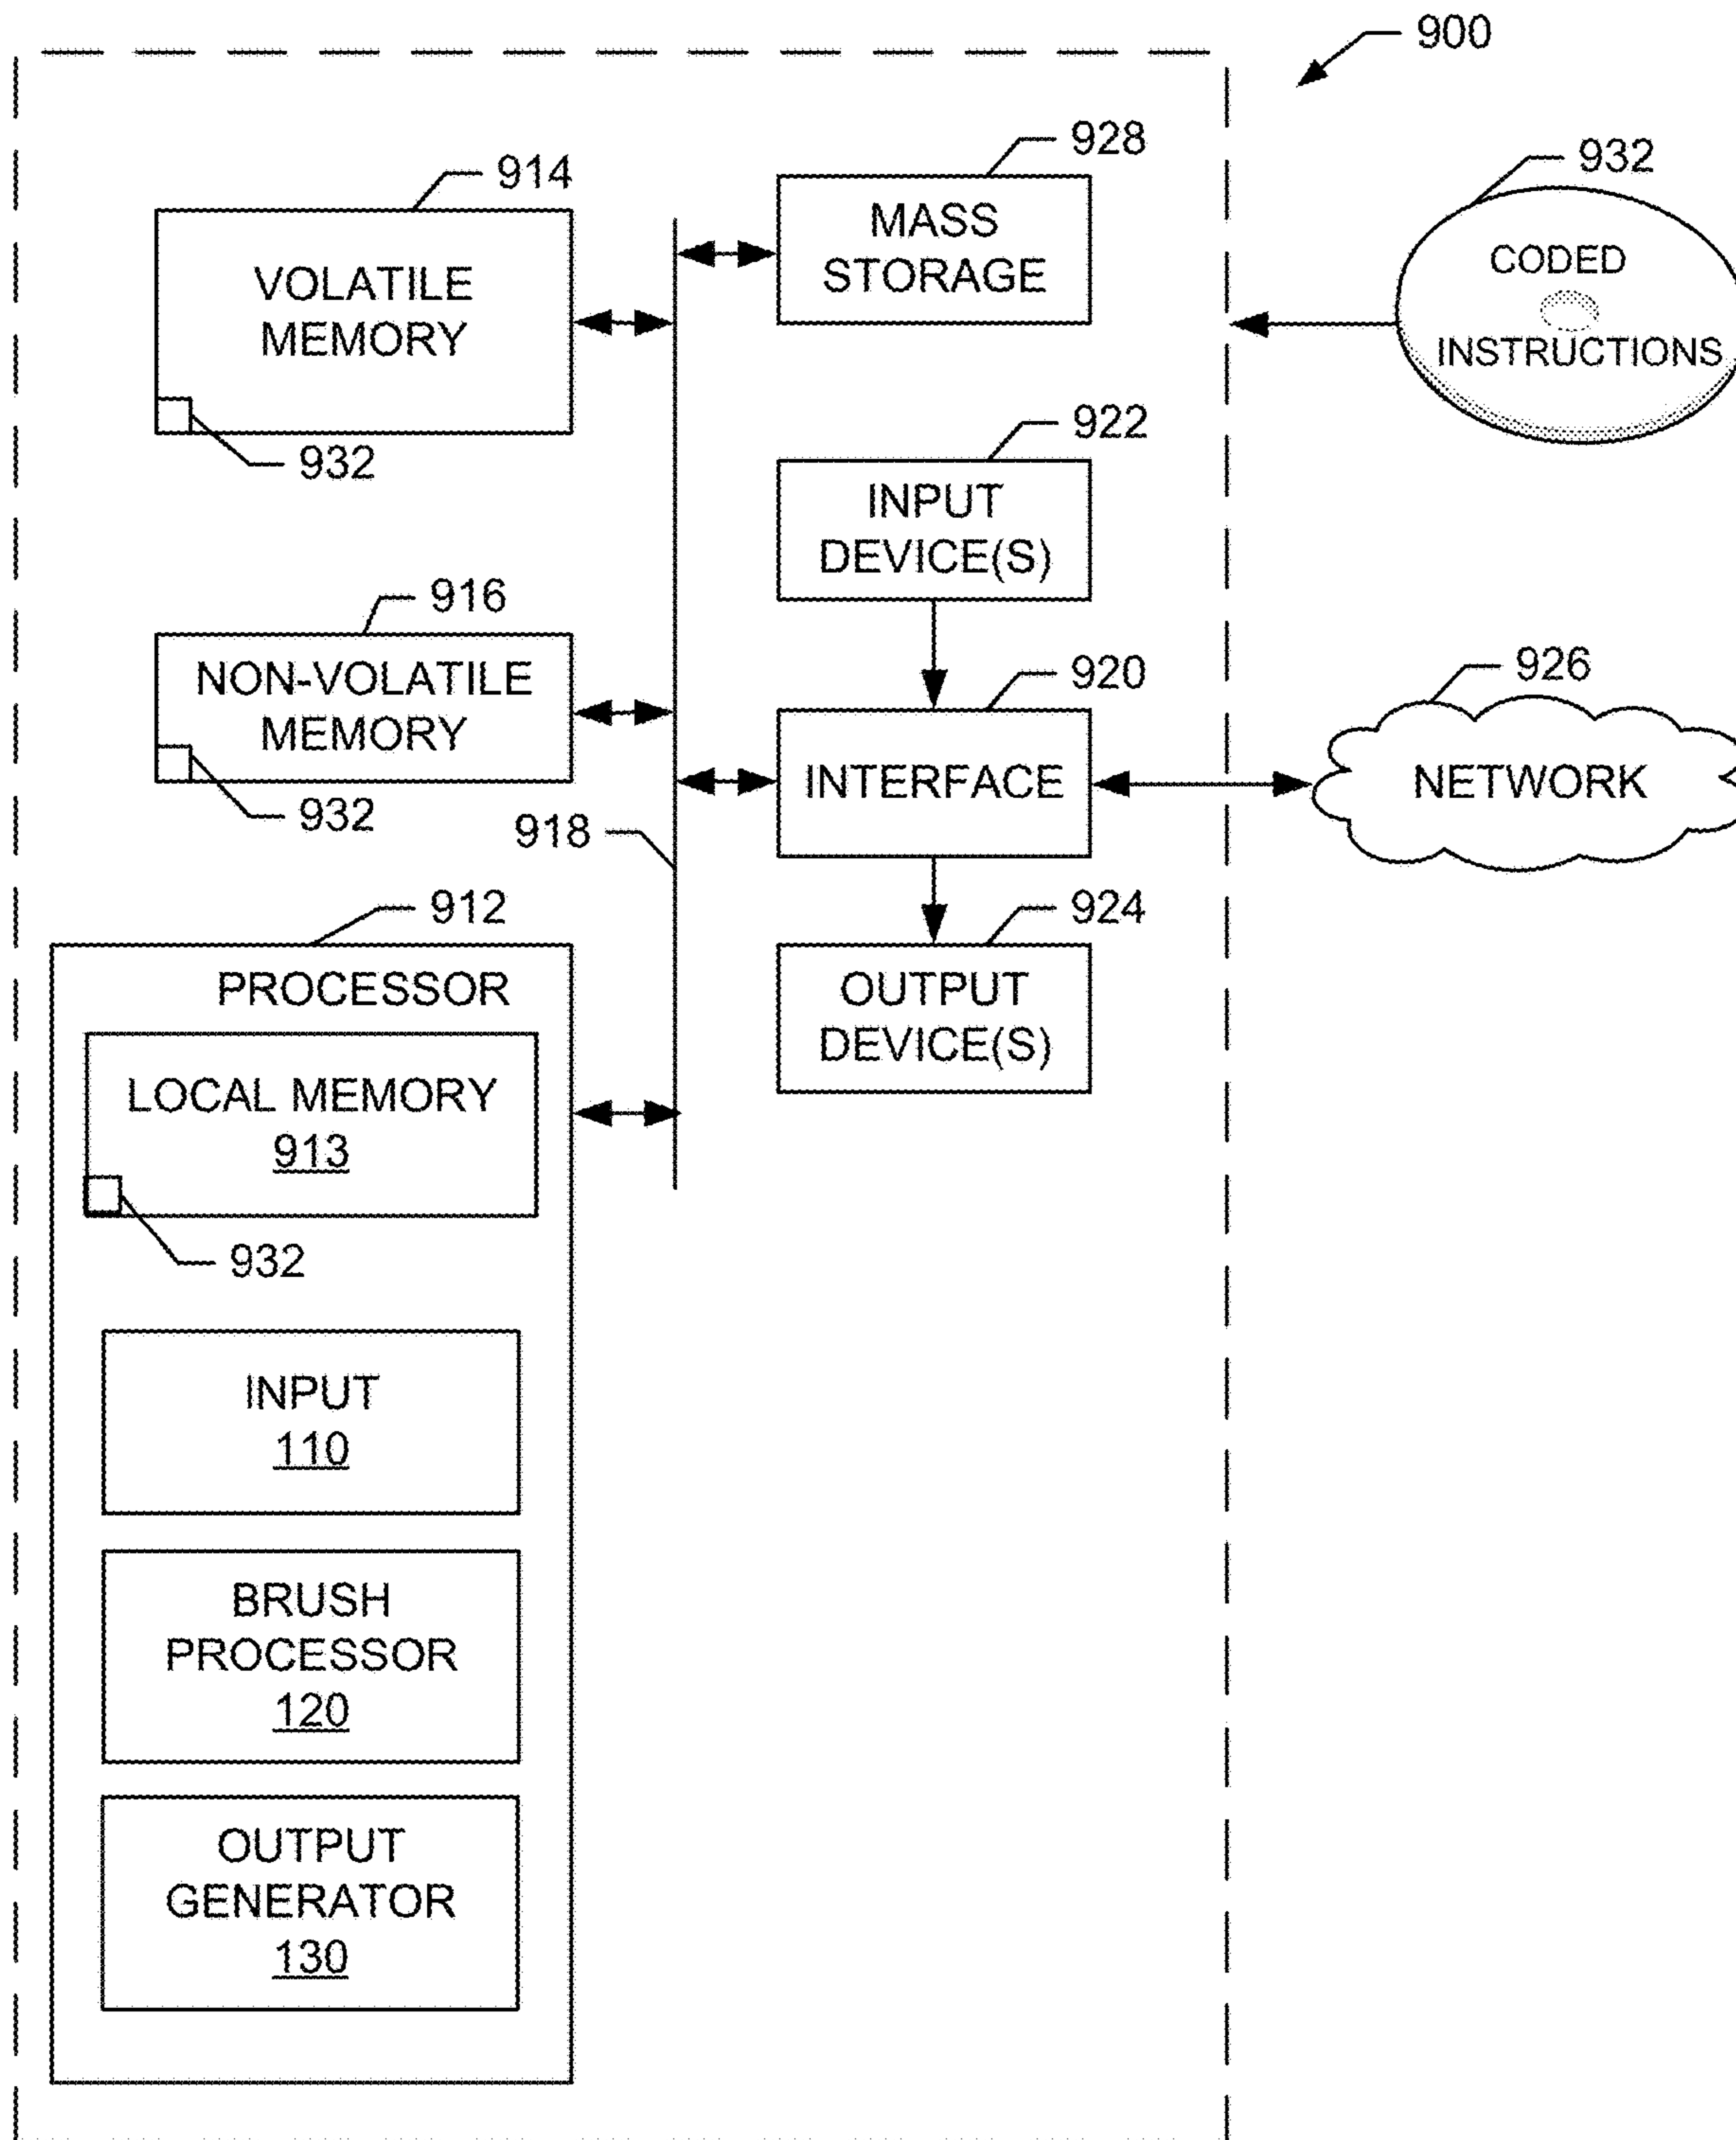 900
928
932
914
MASS
STORAGE
CODED
INSTRUCTIONS
VOLATILE
MEMORY
932
922
INPUT
DEVICE(S)
916
NON-VOLATILE
MEMORY
932
920
INTERFACE
926
NETWORK
918
912
924
OUTPUT
DEVICE(S)
PROCESSOR
LOCAL MEMORY
913
932
INPUT
110
BRUSH
PROCESSOR
120
OUTPUT
GENERATOR
130